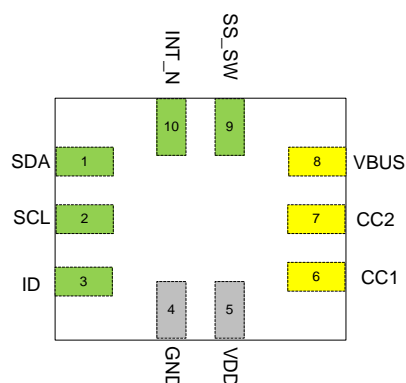 INT_N
SS_SW
10
9
SDA
1
8
VBUS
SCL
2
7
CC2
ID
3
6
CC1
4
5
GND
VDD